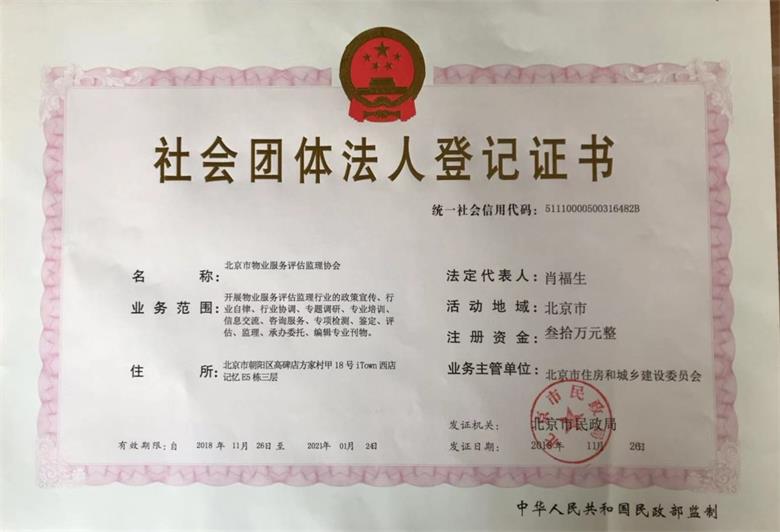 社会团体法人登记证书
统一社会信用代码：51110000500316482B
名称：北京市物业服务评估监理协会
业务范围：开展物业服务评估监理行业的政策宣传、行
业自律、行业协调、专题调研、专业培训、
信息交流、咨询服务、专项检测、鉴定、评
估、监理、承办委托、编辑专业刊物。
住所：北京市朝阳区高碑店方家村甲18号iTown西店
记忆E5栋三层
有效期限：自 2018年11月26日至 2021年01月24日
法定代表人：肖福生
活动地域：北京市
注册资金：叁拾万元整
业务主管单位：北京市住房和城乡建设委员会
发证机关：北京市民政局
发证日期：2018年11月26日
北京市民政局
中华人民共和国民政部监制